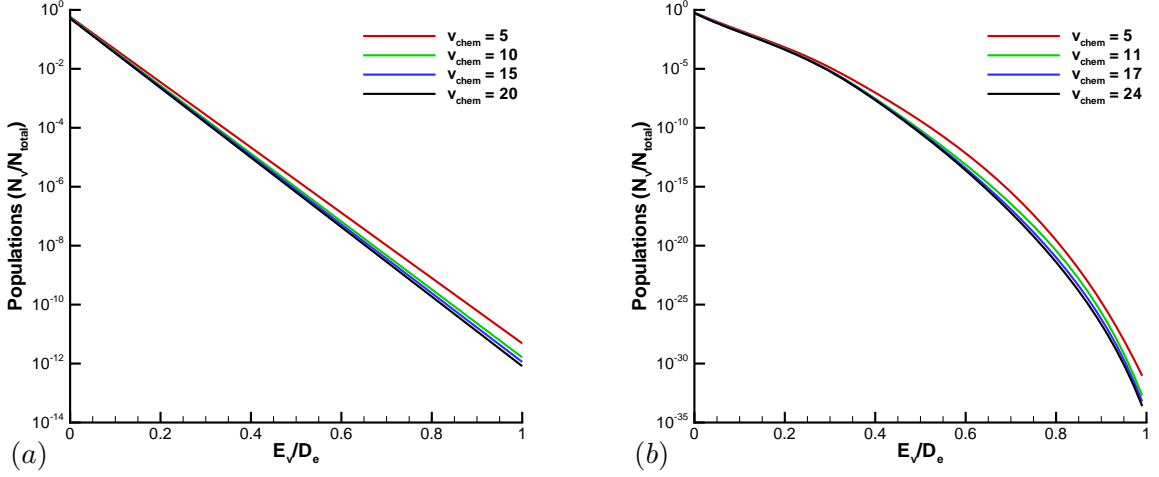 Populations (N_v/N_total)
10^0
10^-2
10^-4
10^-6
10^-8
10^-10
10^-12
10^-14
v_chem = 5
v_chem = 10
v_chem = 15
v_chem = 20
0 0.2 0.4 0.6 0.8 1
E_v/D_e
(a)
Populations (N_v/N_total)
10^0
10^-5
10^-10
10^-15
10^-20
10^-25
10^-30
10^-35
v_chem = 5
v_chem = 11
v_chem = 17
v_chem = 24
0 0.2 0.4 0.6 0.8 1
E_v/D_e
(b)